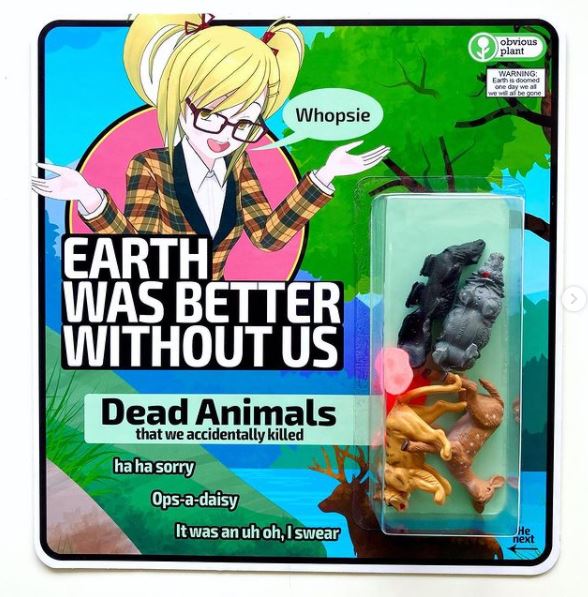 obvious
plant
WARNING:
Earth is doomed
one day we all
we will all be gone
Whopsie
EARTH
WAS BETTER
WITHOUT US
Dead Animals
that we accidentally killed
ha ha sorry
Ops-a-daisy
It was an uh oh, I swear
He
next